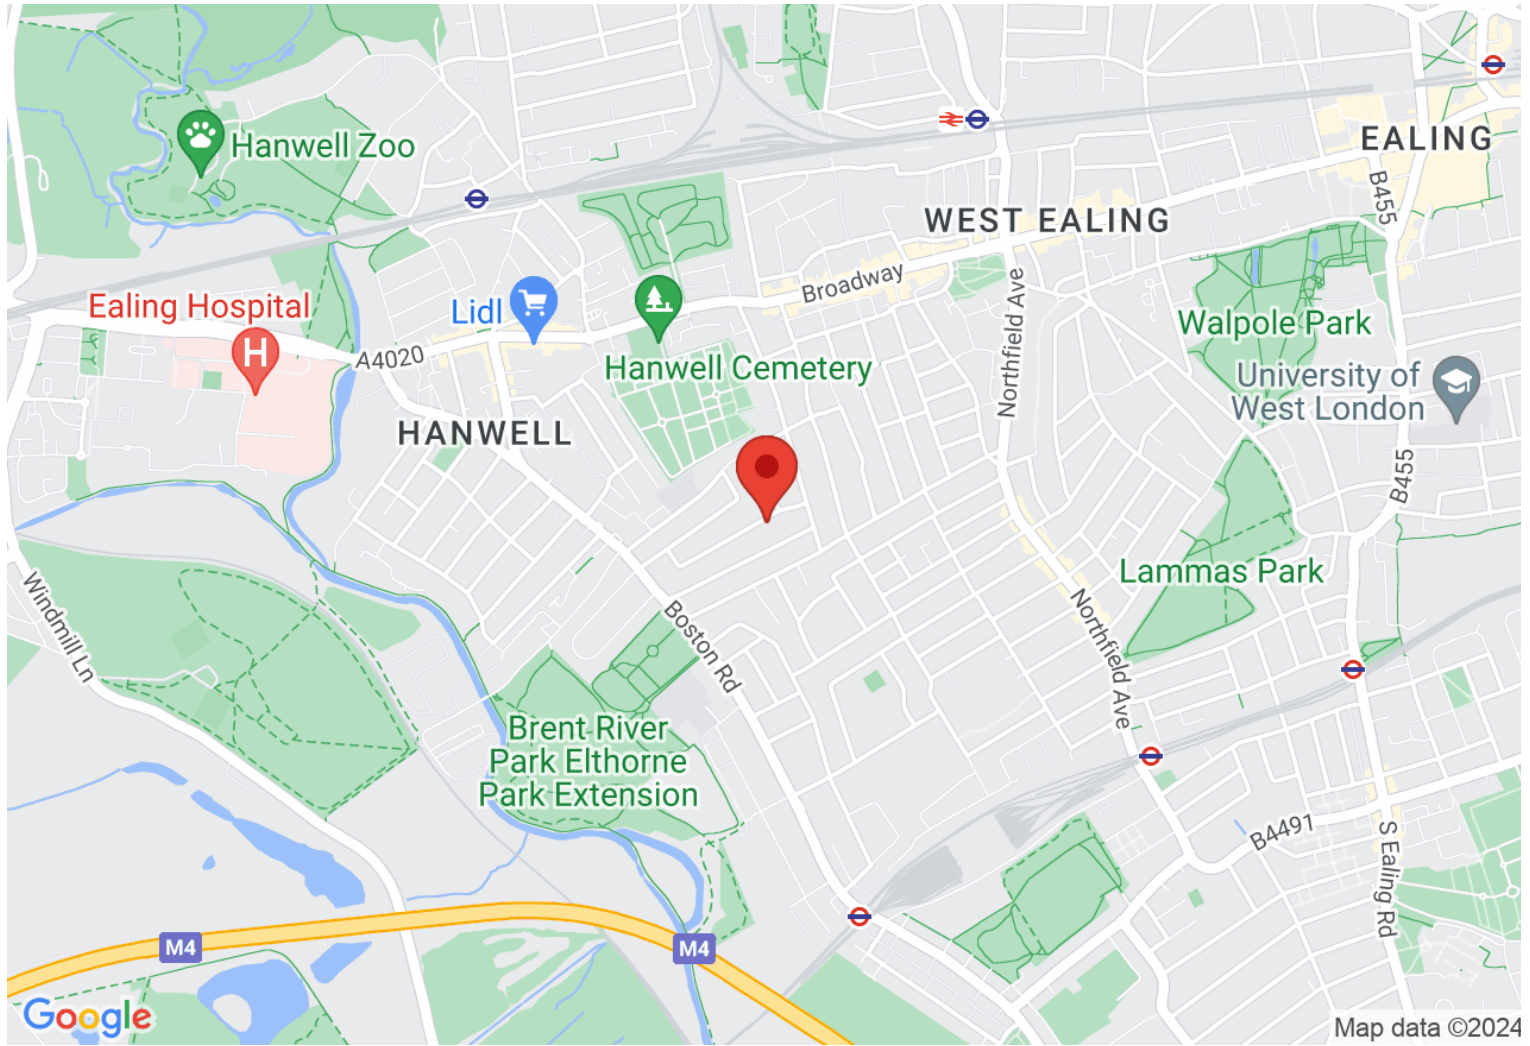 EALING
Hanwell Zoo
B455
WEST EALING
Broadway
Ealing Hospital
H
Lidl
Northfield Ave
Walpole Park
A4020
Hanwell Cemetery
University of
West London
HANWELL
B455
Windmill Ln
Lammas Park
Boston Rd
Northfield Ave
Brent River
Park Elthorne
Park Extension
B4491
S Ealing Rd
M4
M4
Google
Map data ©2024